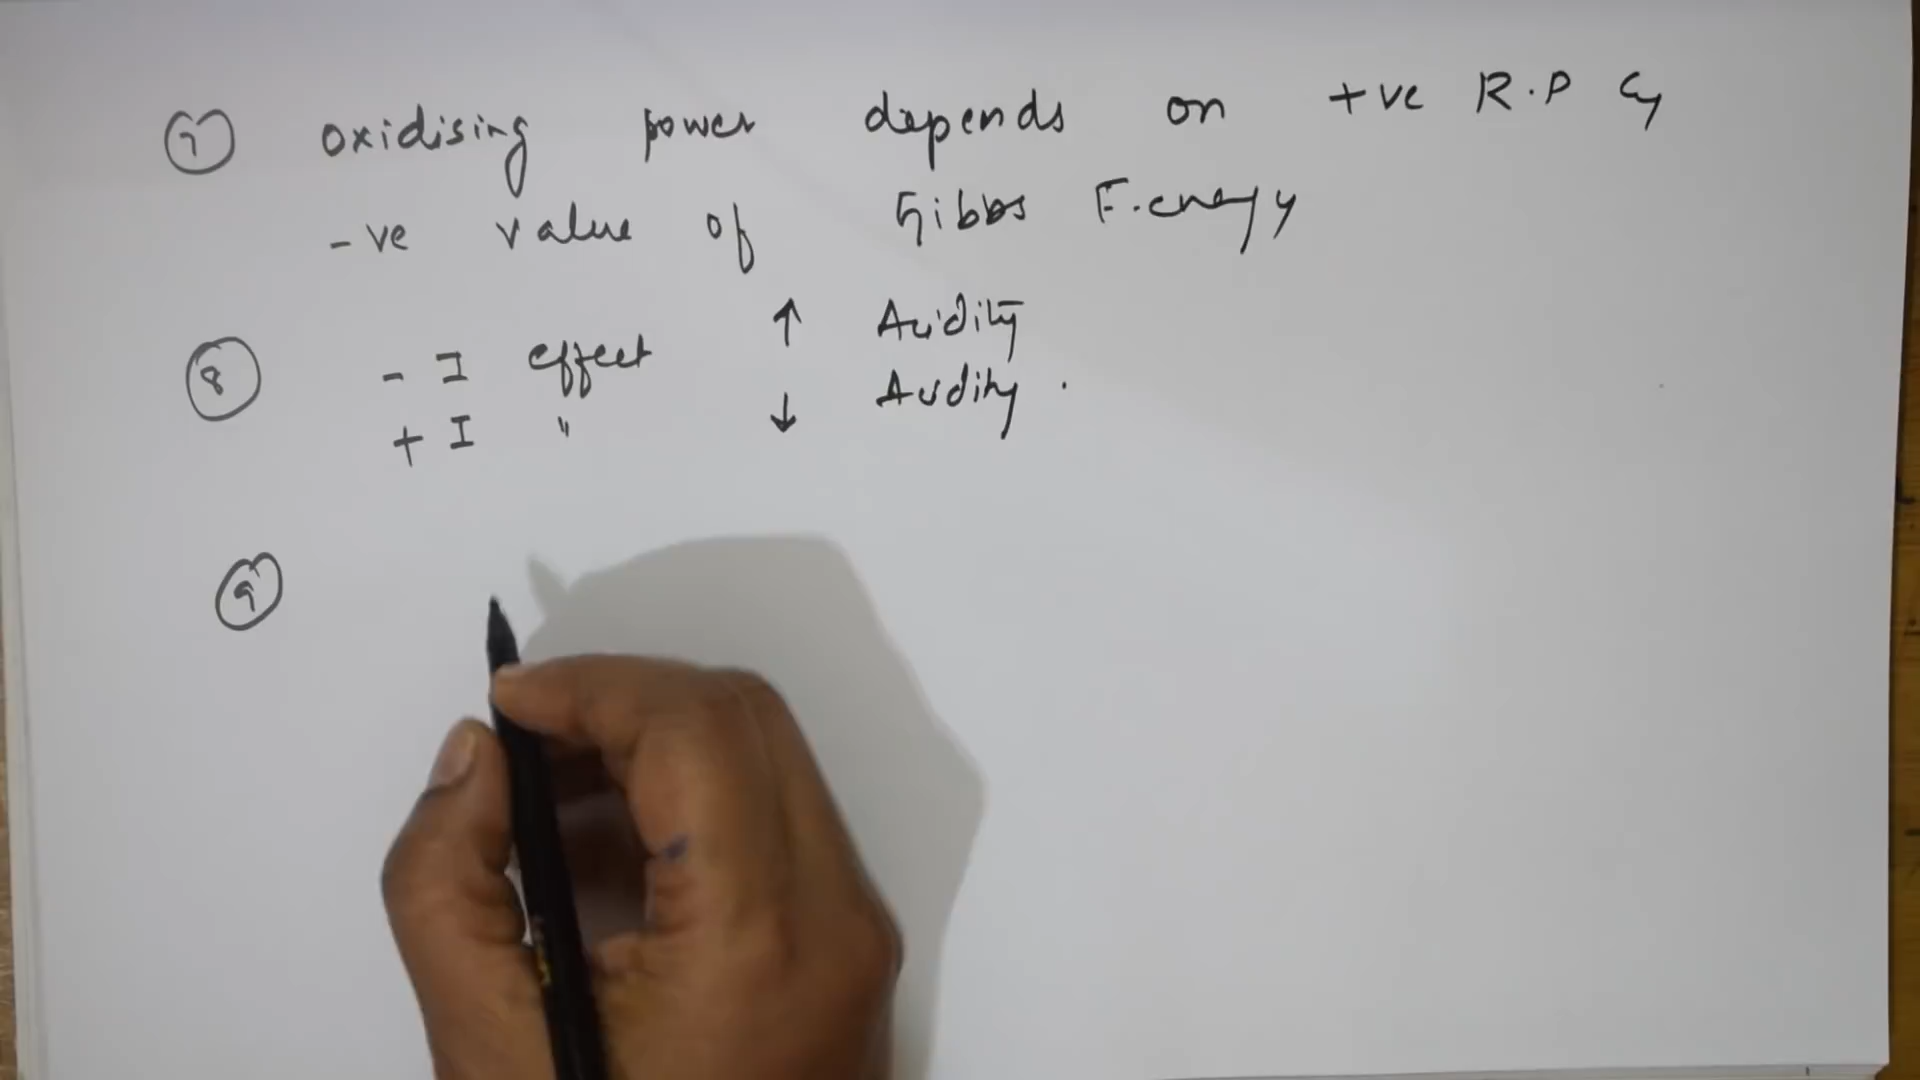 7 oxidising power depends on +ve R.P &
-ve value of Gibbs F.energy
8 - I effect ↑ Acidity
+ I " ↓ Acidity .
9